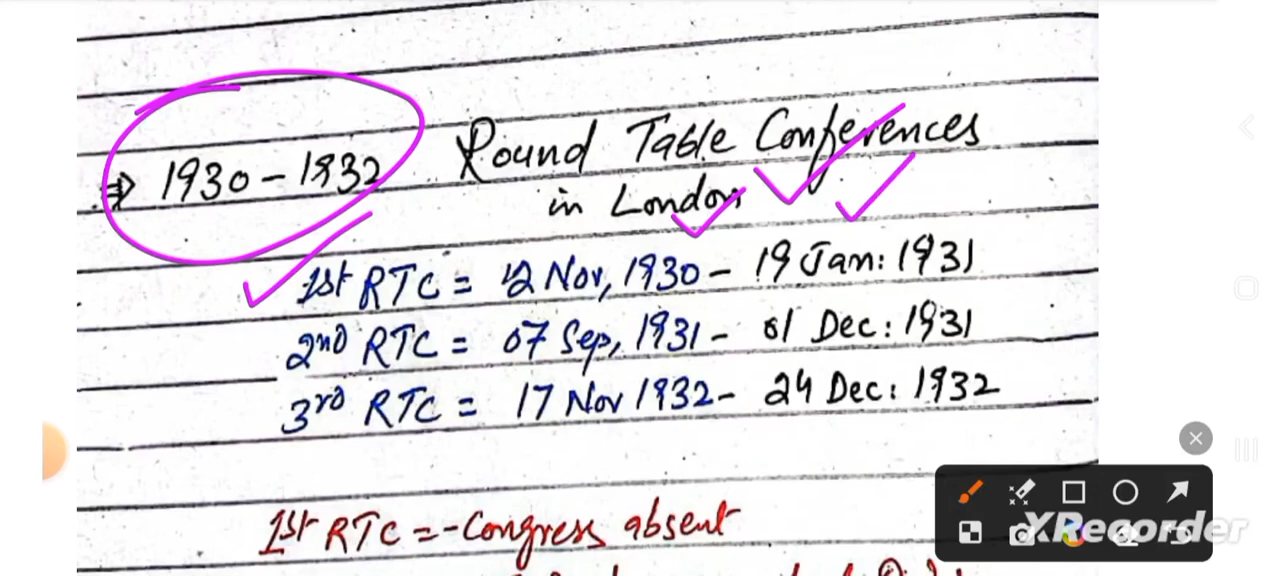 ⇒ 1930 - 1932 Round Table Conferences
in London
1st RTC = 12 Nov, 1930 - 19 Jan: 1931
2nd RTC = 07 Sep, 1931 - 01 Dec: 1931
3rd RTC = 17 Nov 1932 - 24 Dec: 1932
1st RTC = - Congress absent
XRecorder